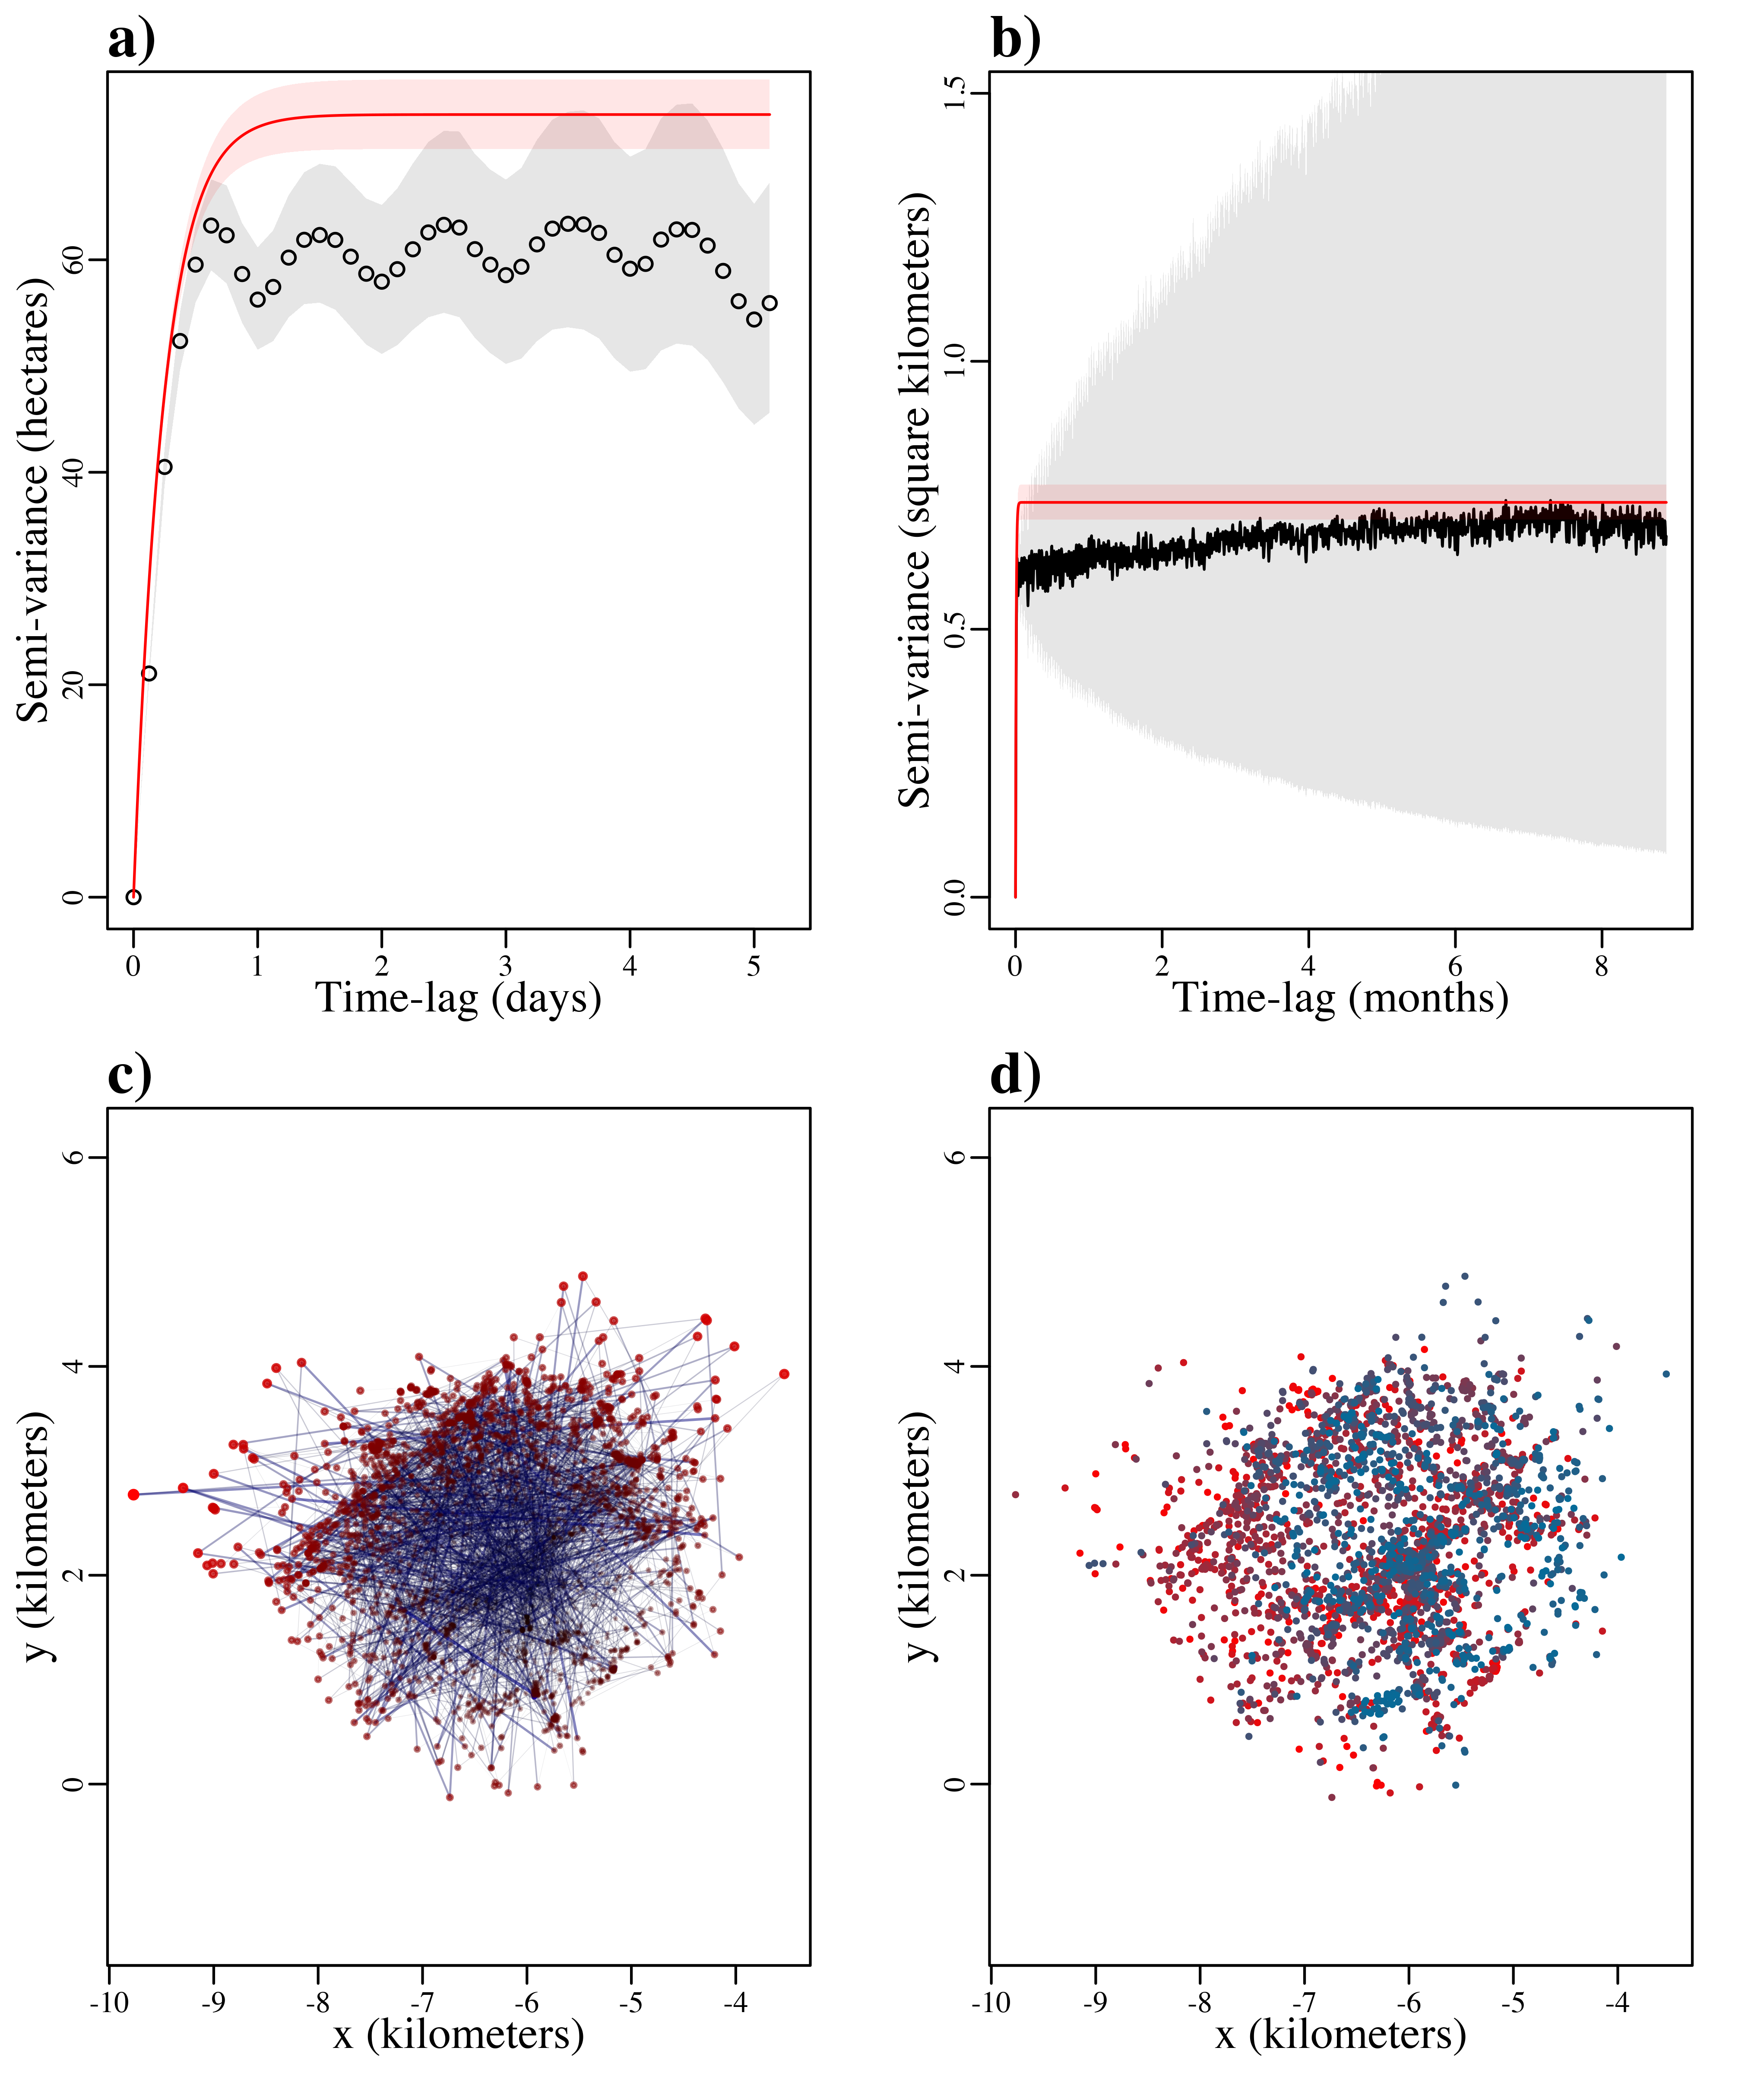 a)
Semi-variance (hectares)
0
20
40
60
0 1 2 3 4 5
Time-lag (days)
b)
Semi-variance (square kilometers)
0.0
0.5
1.0
1.5
0 2 4 6 8
Time-lag (months)
c)
y (kilometers)
6
4
2
0
-10 -9 -8 -7 -6 -5 -4
x (kilometers)
d)
y (kilometers)
6
4
2
0
-10 -9 -8 -7 -6 -5 -4
x (kilometers)